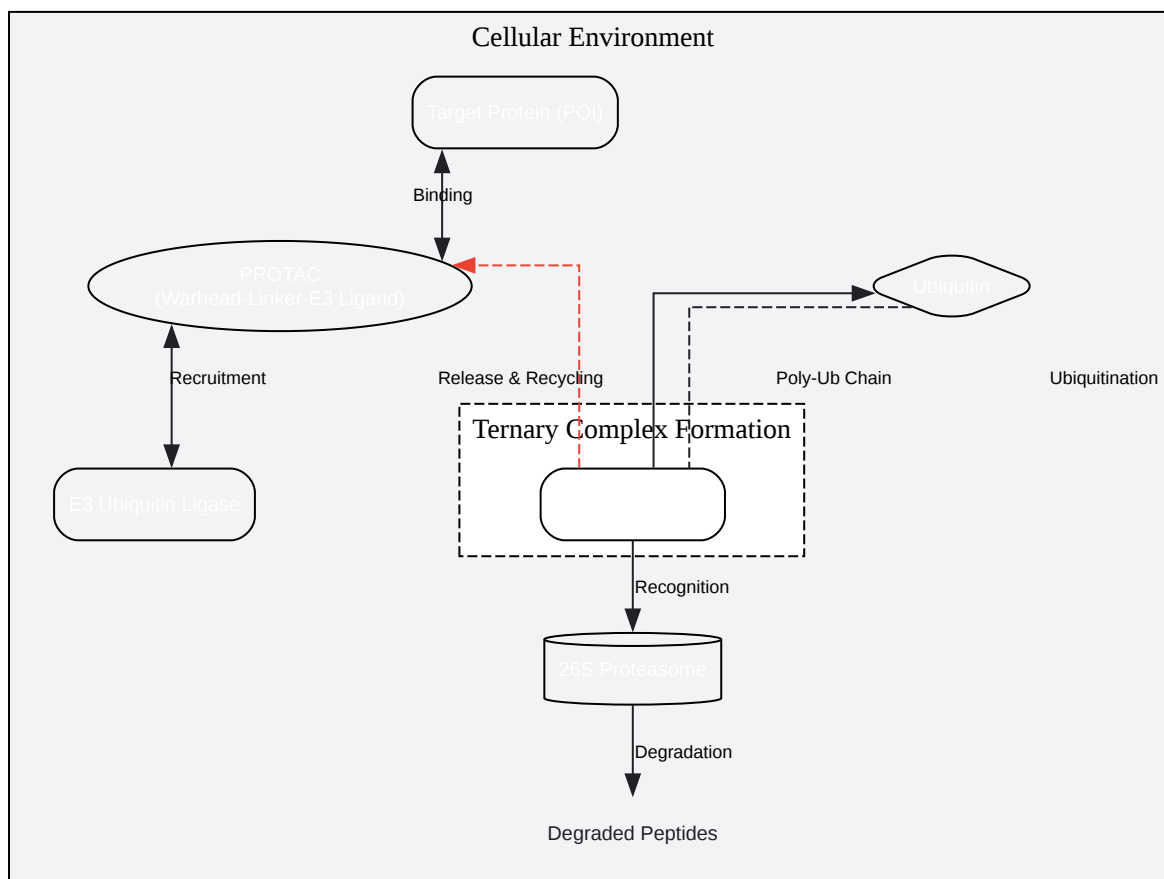 Cellular Environment
Target Protein (POI)
Binding
PROTAC
(Warhead-Linker-E3 Ligand)
Ubiquitin
Recruitment
Release & Recycling
Poly-Ub Chain
Ubiquitination
Ternary Complex Formation
E3 Ubiquitin Ligase
Recognition
26S Proteasome
Degradation
Degraded Peptides